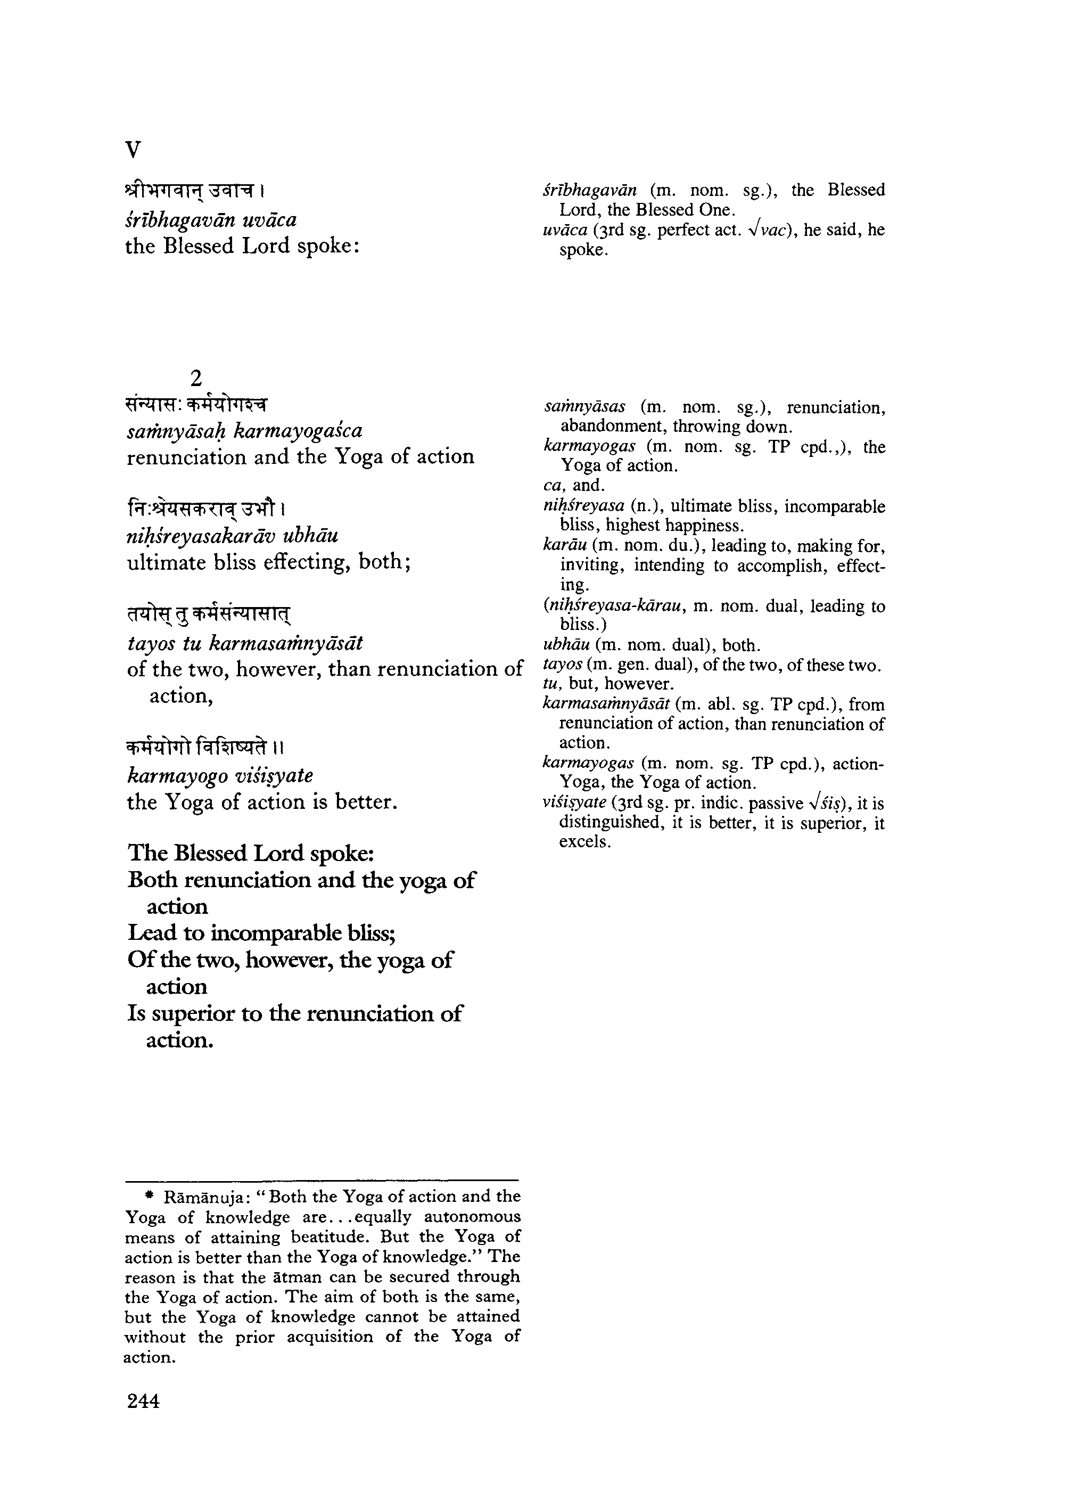 V
श्रीभगवान् उवाच ।
śrībhagavān uvāca
the Blessed Lord spoke:
2
संन्यासः कर्मयोगश्च
saṁnyāsaḥ karmayogaśca
renunciation and the Yoga of action
निःश्रेयसकराव् उभौ ।
niḥśreyasakarāv ubhāu
ultimate bliss effecting, both;
तयोस् तु कर्मसंन्यासात्
tayos tu karmasaṁnyāsāt
of the two, however, than renunciation of
action,
कर्मयोगो विशिष्यते ॥
karmayogo viśiṣyate
the Yoga of action is better.
The Blessed Lord spoke:
Both renunciation and the yoga of
action
Lead to incomparable bliss;
Of the two, however, the yoga of
action
Is superior to the renunciation of
action.
śrībhagavān (m. nom. sg.), the Blessed
Lord, the Blessed One.
uvāca (3rd sg. perfect act. √vac), he said, he
spoke.
saṁnyāsas (m. nom. sg.), renunciation,
abandonment, throwing down.
karmayogas (m. nom. sg. TP cpd.,), the
Yoga of action.
ca, and.
niḥśreyasa (n.), ultimate bliss, incomparable
bliss, highest happiness.
karāu (m. nom. du.), leading to, making for,
inviting, intending to accomplish, effect-
ing.
(niḥśreyasa-kārau, m. nom. dual, leading to
bliss.)
ubhāu (m. nom. dual), both.
tayos (m. gen. dual), of the two, of these two.
tu, but, however.
karmasaṁnyāsāt (m. abl. sg. TP cpd.), from
renunciation of action, than renunciation of
action.
karmayogas (m. nom. sg. TP cpd.), action-
Yoga, the Yoga of action.
viśiṣyate (3rd sg. pr. indic. passive √śiṣ), it is
distinguished, it is better, it is superior, it
excels.
* Rāmānuja: “Both the Yoga of action and the
Yoga of knowledge are...equally autonomous
means of attaining beatitude. But the Yoga of
action is better than the Yoga of knowledge.” The
reason is that the ātman can be secured through
the Yoga of action. The aim of both is the same,
but the Yoga of knowledge cannot be attained
without the prior acquisition of the Yoga of
action.
244